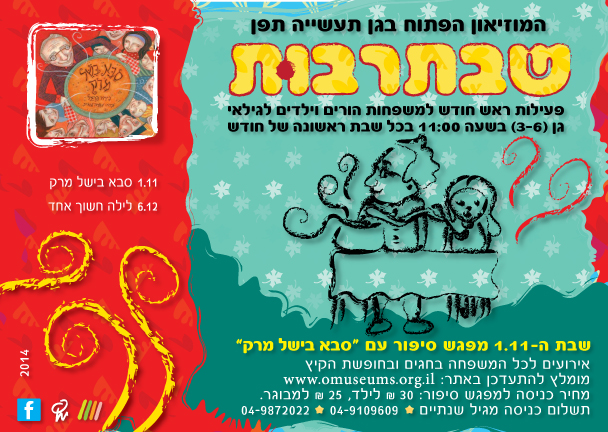 המוזיאון הפתוח בגן תעשייה תפן
שבתרבות
פעילות ראש חודש למשפחות הורים וילדים לגילאי
גן (3-6) בשעה 11:00 בכל שבת ראשונה של חודש
סבא בישל
מרק
1.11 סבא בישל מרק
6.12 לילה חשוך אחד
שבת ה-1.11 מפגש סיפור עם "סבא בישל מרק"
אירועים לכל המשפחה בחגים ובחופשת הקיץ
מומלץ להתעדכן באתר: www.omuseums.org.il
מחיר כניסה למפגש סיפור: 30 ₪ לילד, 25 ₪ למבוגר.
תשלום כניסה מגיל שנתיים 04-9109609 04-9872022
2014
f